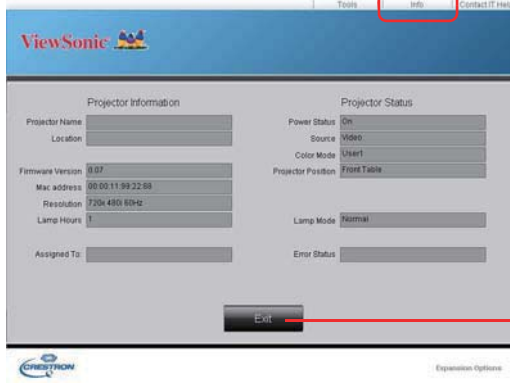 Tools Info Contact IT Help
ViewSonic
Projector Information
Projector Name
Location
Firmware Version 0.07
Mac address 00:00:11:99:22:88
Resolution 720x 480i 60Hz
Lamp Hours 1
Assigned To:
Projector Status
Power Status On
Source Video
Color Mode User1
Projector Position Front Table
Lamp Mode Normal
Error Status
Exit
CRESTRON
Expansion Options